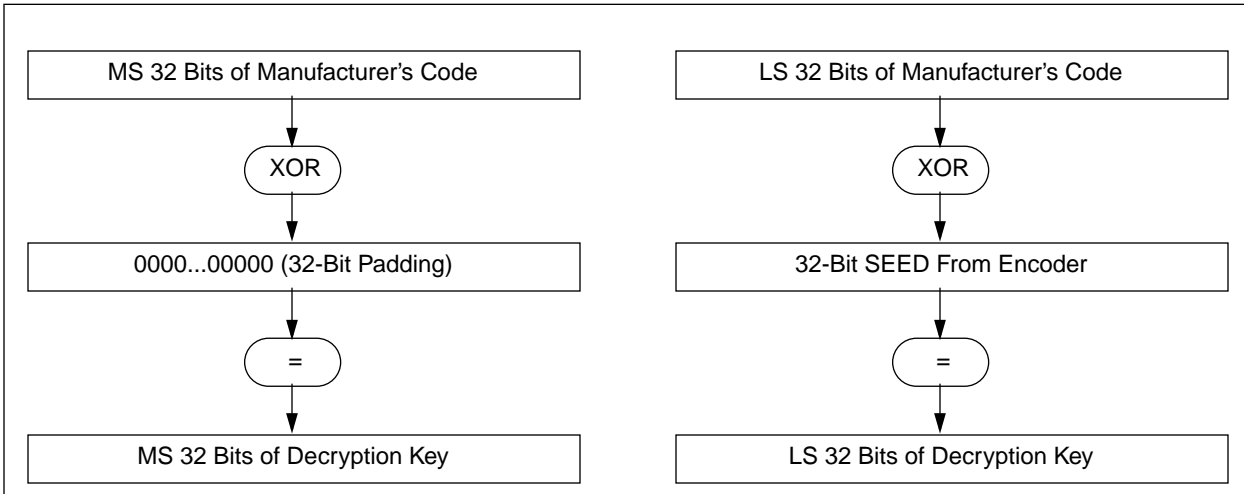 MS 32 Bits of Manufacturer's Code
XOR
0000...00000 (32-Bit Padding)
=
MS 32 Bits of Decryption Key
LS 32 Bits of Manufacturer's Code
XOR
32-Bit SEED From Encoder
=
LS 32 Bits of Decryption Key